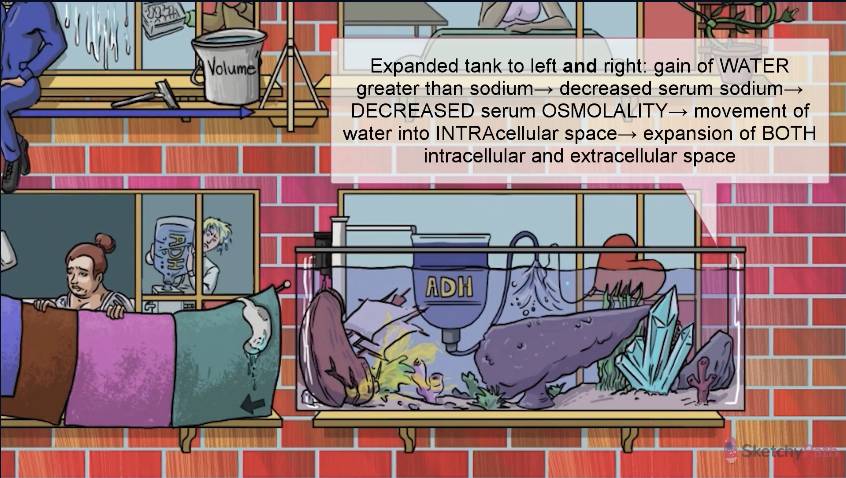 Volume
Expanded tank to left and right: gain of WATER
greater than sodium→ decreased serum sodium→
DECREASED serum OSMOLALITY→ movement of
water into INTRAcellular space→ expansion of BOTH
intracellular and extracellular space
ADH
ADH
SketchyPath